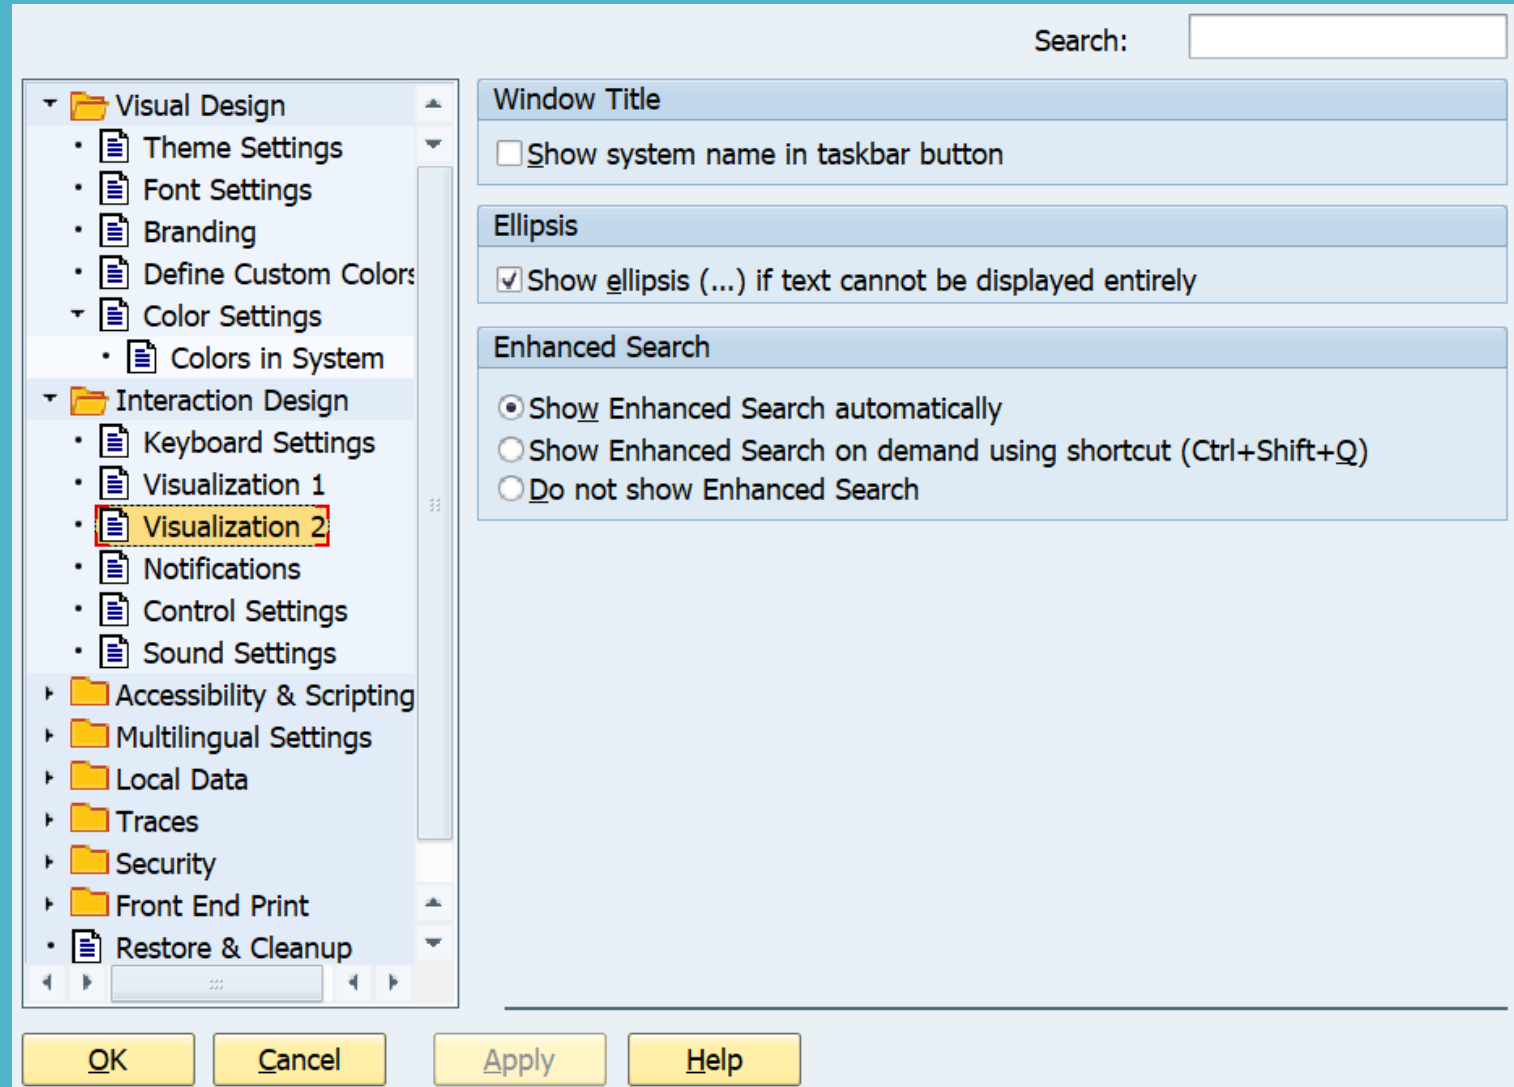 Search:
Visual Design
Theme Settings
Font Settings
Branding
Define Custom Colors
Color Settings
Colors in System
Interaction Design
Keyboard Settings
Visualization 1
Visualization 2
Notifications
Control Settings
Sound Settings
Accessibility & Scripting
Multilingual Settings
Local Data
Traces
Security
Front End Print
Restore & Cleanup
Window Title
Show system name in taskbar button
Ellipsis
Show ellipsis (...) if text cannot be displayed entirely
Enhanced Search
Show Enhanced Search automatically
Show Enhanced Search on demand using shortcut (Ctrl+Shift+Q)
Do not show Enhanced Search
OK Cancel Apply Help